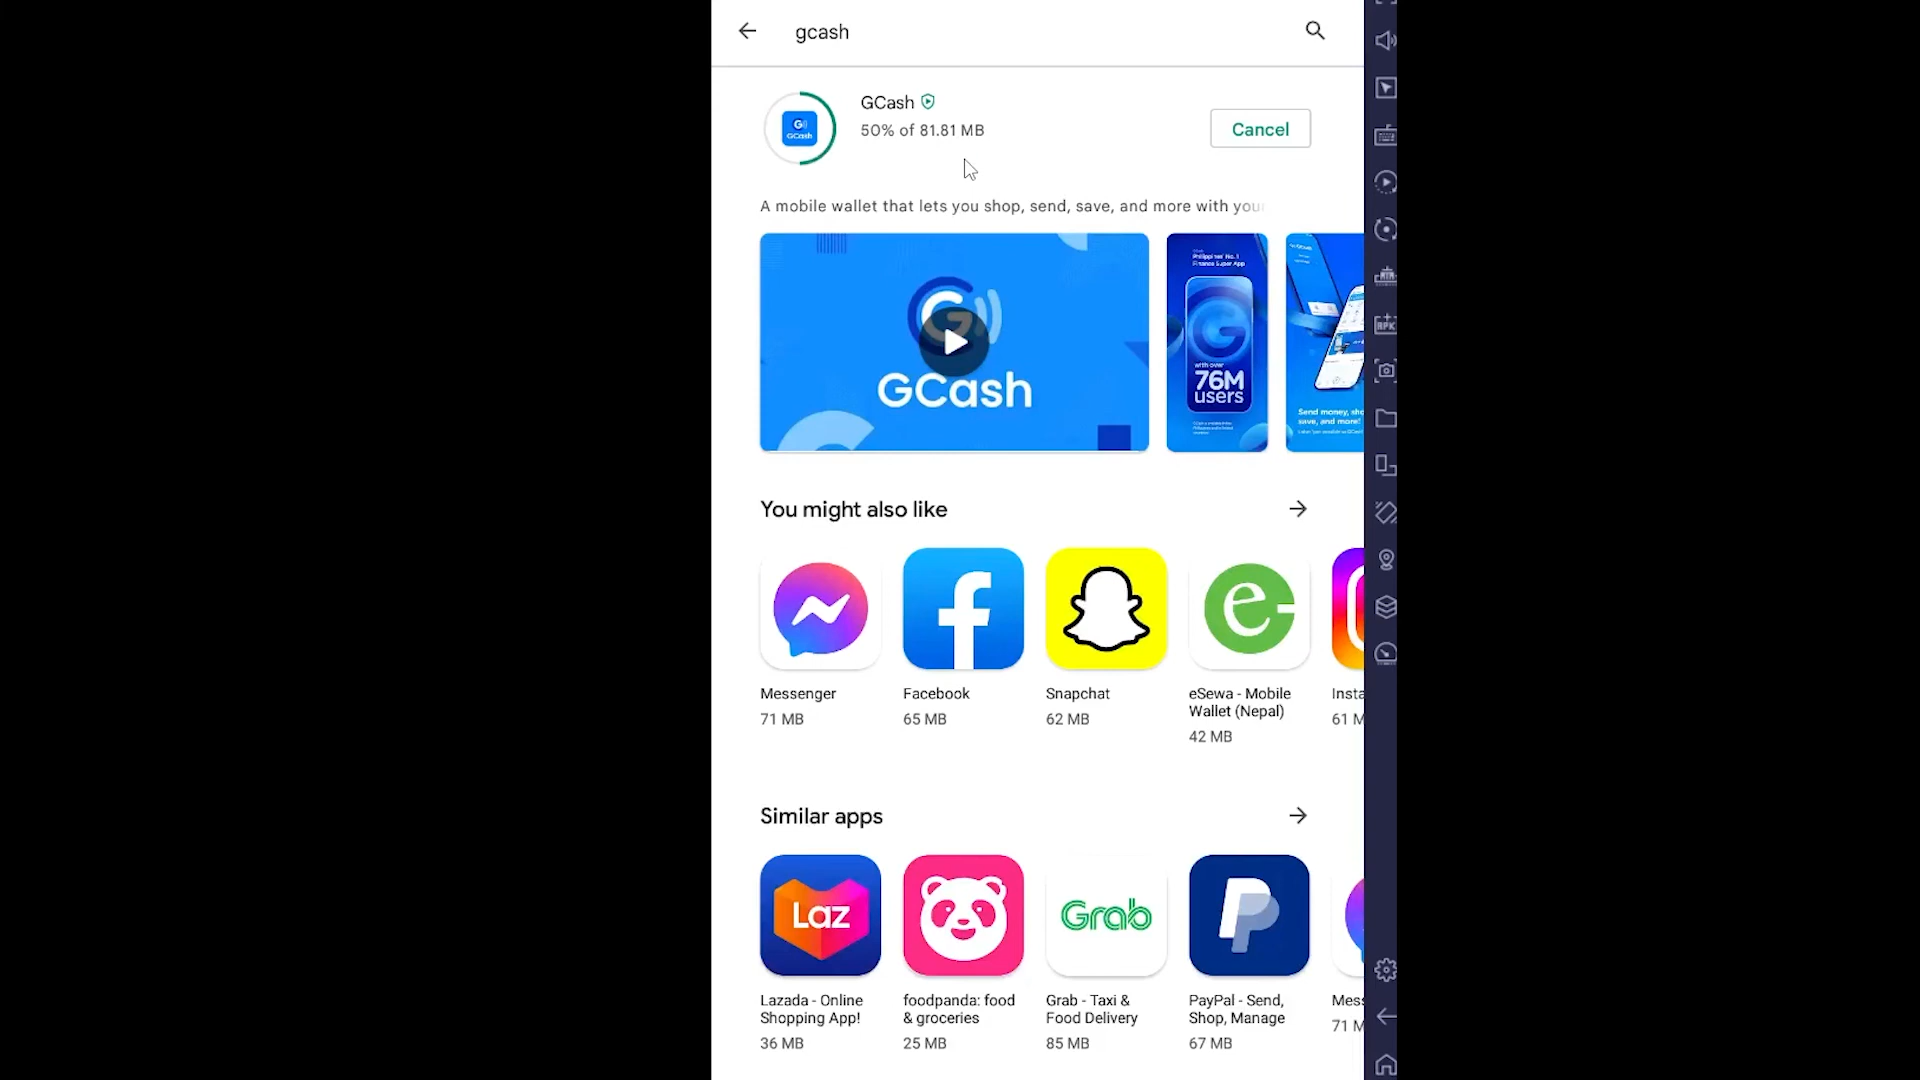 gcash
GCash
50% of 81.81 MB
Cancel
GCash
A mobile wallet that lets you shop, send, save, and more with your
GCash
Philippines' No. 1
Finance Super App
with over
76M
users
Send money, sho
save, and more!
You might also like
Messenger
71 MB
Facebook
65 MB
Snapchat
62 MB
eSewa - Mobile
Wallet (Nepal)
42 MB
Insta
61 M
Similar apps
Laz
Grab
Lazada - Online
Shopping App!
36 MB
foodpanda: food
& groceries
25 MB
Grab - Taxi &
Food Delivery
85 MB
PayPal - Send,
Shop, Manage
67 MB
Mess
71 M